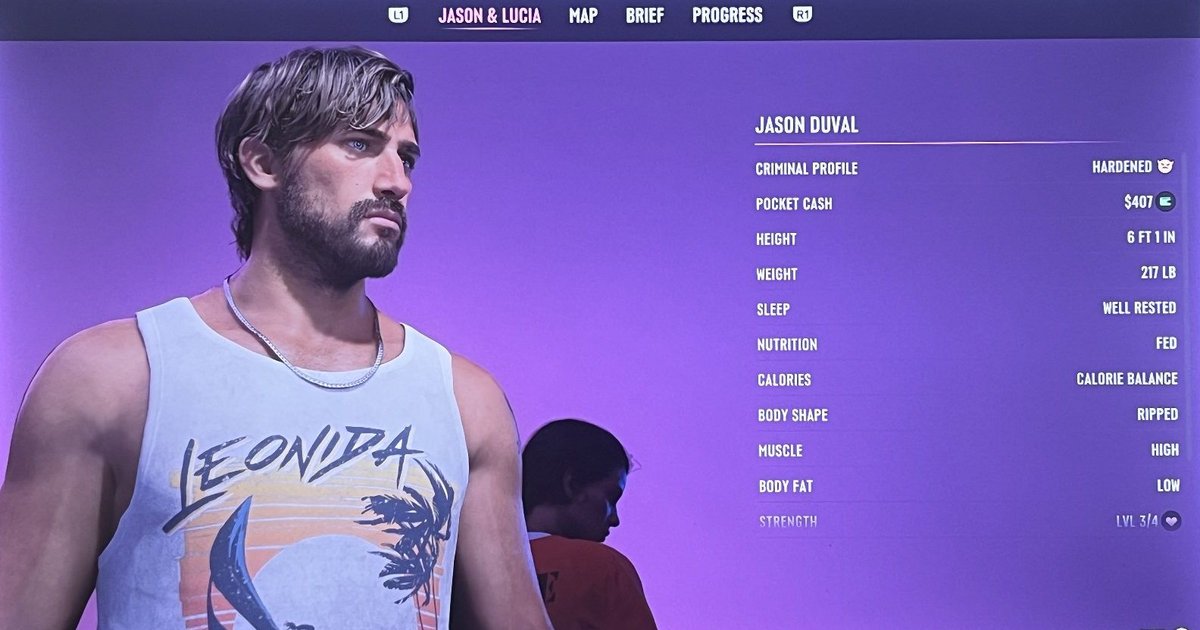 L1 JASON & LUCIA MAP BRIEF PROGRESS R1
JASON DUVAL
CRIMINAL PROFILE HARDENED
POCKET CASH $407
HEIGHT 6 FT 1 IN
WEIGHT 217 LB
SLEEP WELL RESTED
NUTRITION FED
CALORIES CALORIE BALANCE
BODY SHAPE RIPPED
MUSCLE HIGH
BODY FAT LOW
STRENGTH LVL 3/4
LEONIDA